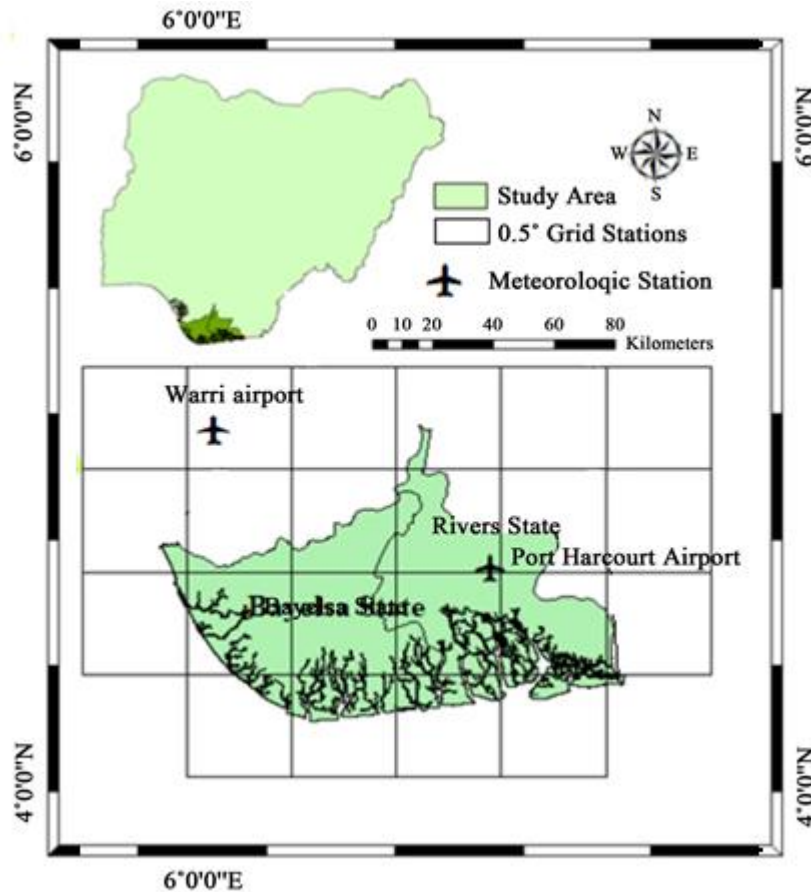 6˚0'0"E
6˚0'0"N
6˚0'0"N
N
W E
S
Study Area
0.5˚ Grid Stations
Meteoroloqic Station
0 10 20 40 60 80
Kilometers
Warri airport
Rivers State
Port Harcourt Airport
State
4˚0'0"N
4˚0'0"N
6˚0'0"E